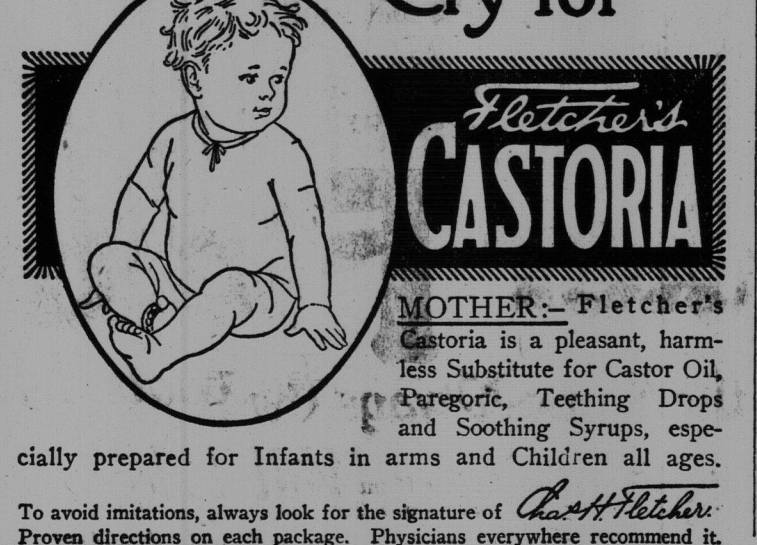 Cry for
Fletcher's
CASTORIA
MOTHER:– Fletcher's
Castoria is a pleasant, harm-
less Substitute for Castor Oil,
Paregoric, Teething Drops
and Soothing Syrups, espe-
cially prepared for Infants in arms and Children all ages.
To avoid imitations, always look for the signature of Chas. H. Fletcher.
Proven directions on each package. Physicians everywhere recommend it.